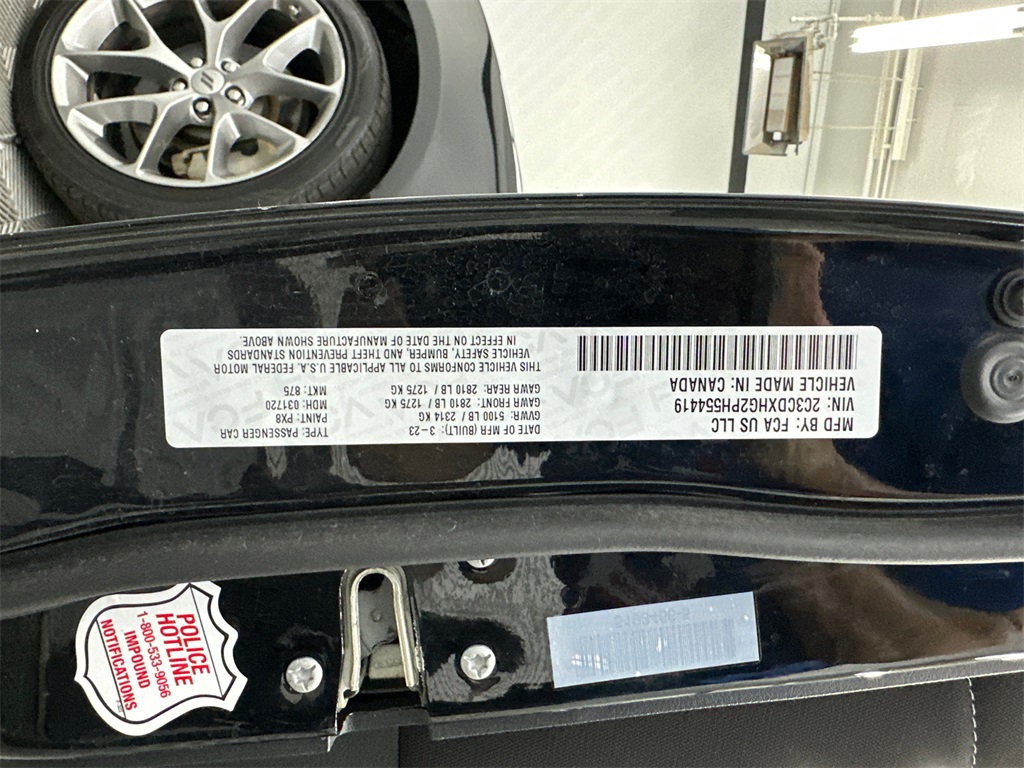 MFD BY: FCA US LLC
VIN: 2C3CDXHG2PH554419
VEHICLE MADE IN: CANADA
DATE OF MFR (BUILT): 3-23
GVWR: 5100 LB / 2314 KG
GAWR FRONT: 2810 LB / 1275 KG
GAWR REAR: 2810 LB / 1275 KG
TYPE: PASSENGER CAR
PAINT: PX8
MDH: 031720
MKT: 875
THIS VEHICLE CONFORMS TO ALL APPLICABLE U.S.A. FEDERAL MOTOR
VEHICLE SAFETY, BUMPER, AND THEFT PREVENTION STANDARDS
IN EFFECT ON THE DATE OF MANUFACTURE SHOWN ABOVE.
POLICE
HOTLINE
1-800-533-9056
IMPOUND
NOTIFICATIONS